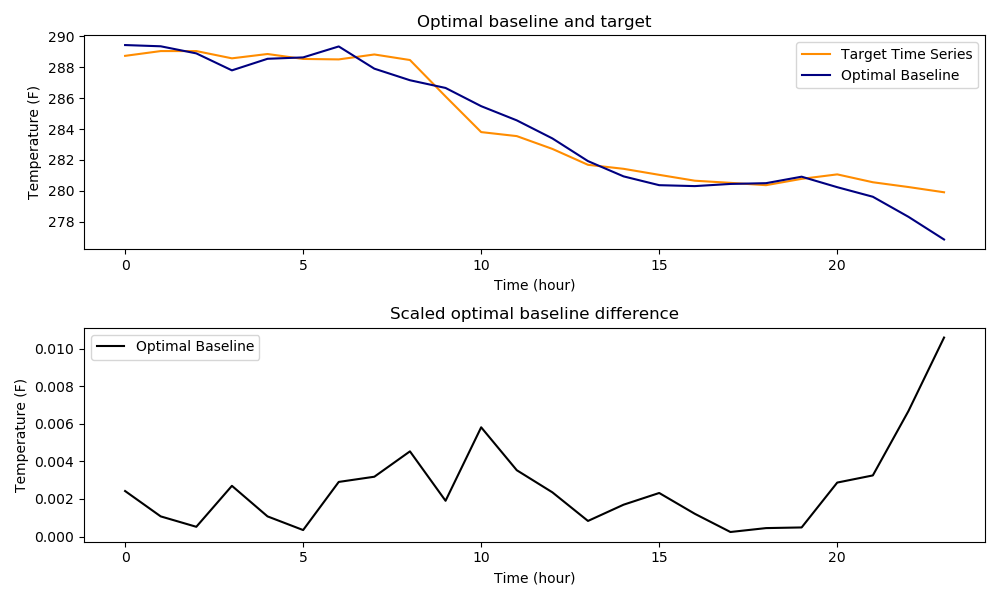 Optimal baseline and target
Temperature (F)
290
288
286
284
282
280
278
Target Time Series
Optimal Baseline
0 5 10 15 20
Time (hour)
Scaled optimal baseline difference
Temperature (F)
0.010
0.008
0.006
0.004
0.002
0.000
Optimal Baseline
0 5 10 15 20
Time (hour)